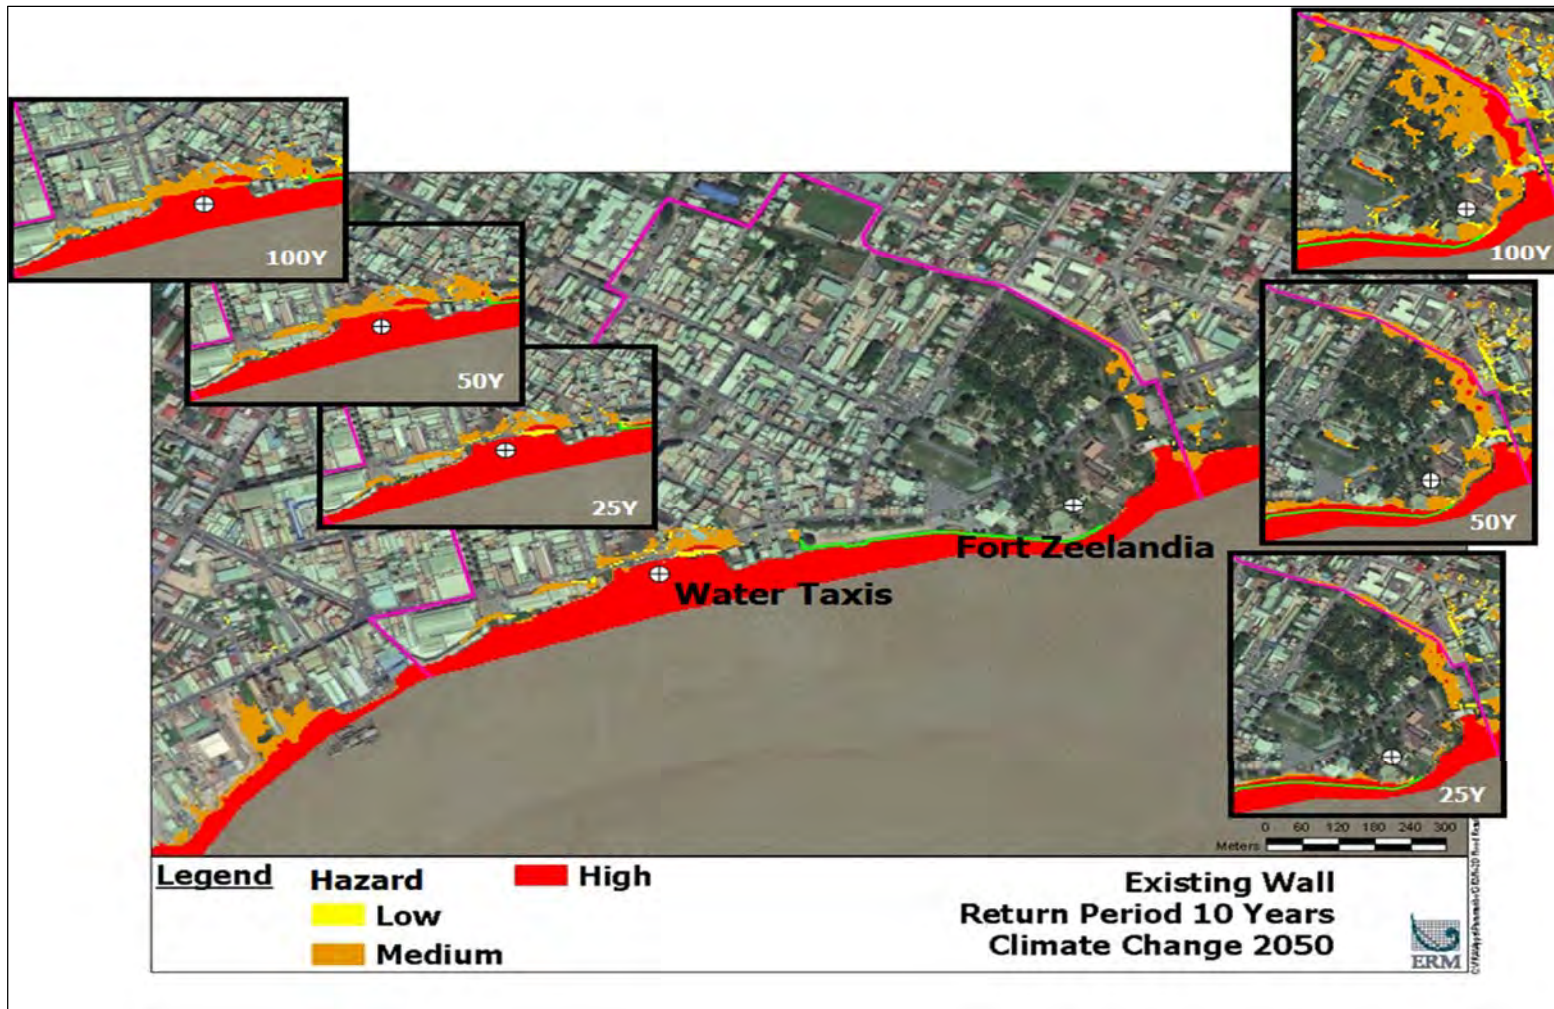 100Y
50Y
25Y
100Y
50Y
25Y
Fort Zeelandia
Water Taxis
0 60 120 180 240 300
Meters
Legend
Hazard
High
Low
Medium
Existing Wall
Return Period 10 Years
Climate Change 2050
ERM